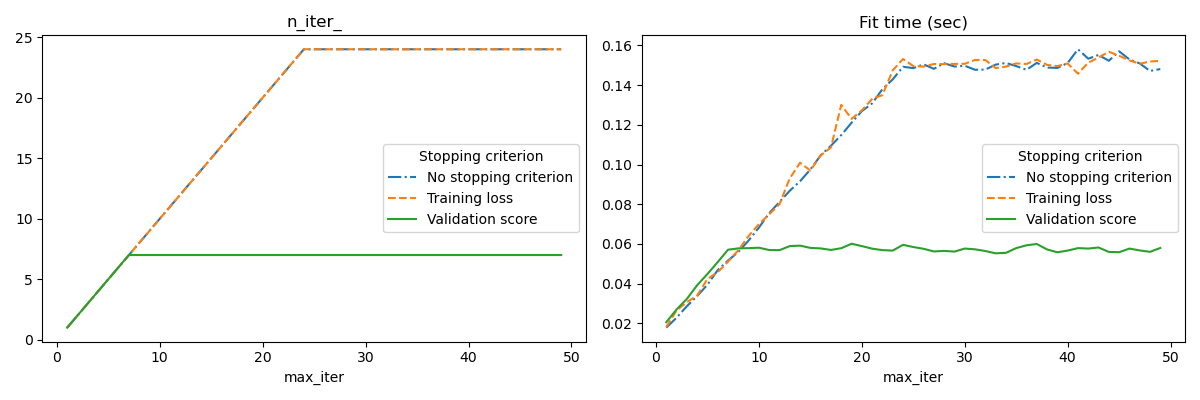 n_iter_
25
20
15
10
5
0
Stopping criterion
No stopping criterion
Training loss
Validation score
0 10 20 30 40 50
max_iter
Fit time (sec)
0.16
0.14
0.12
0.10
0.08
0.06
0.04
0.02
Stopping criterion
No stopping criterion
Training loss
Validation score
0 10 20 30 40 50
max_iter